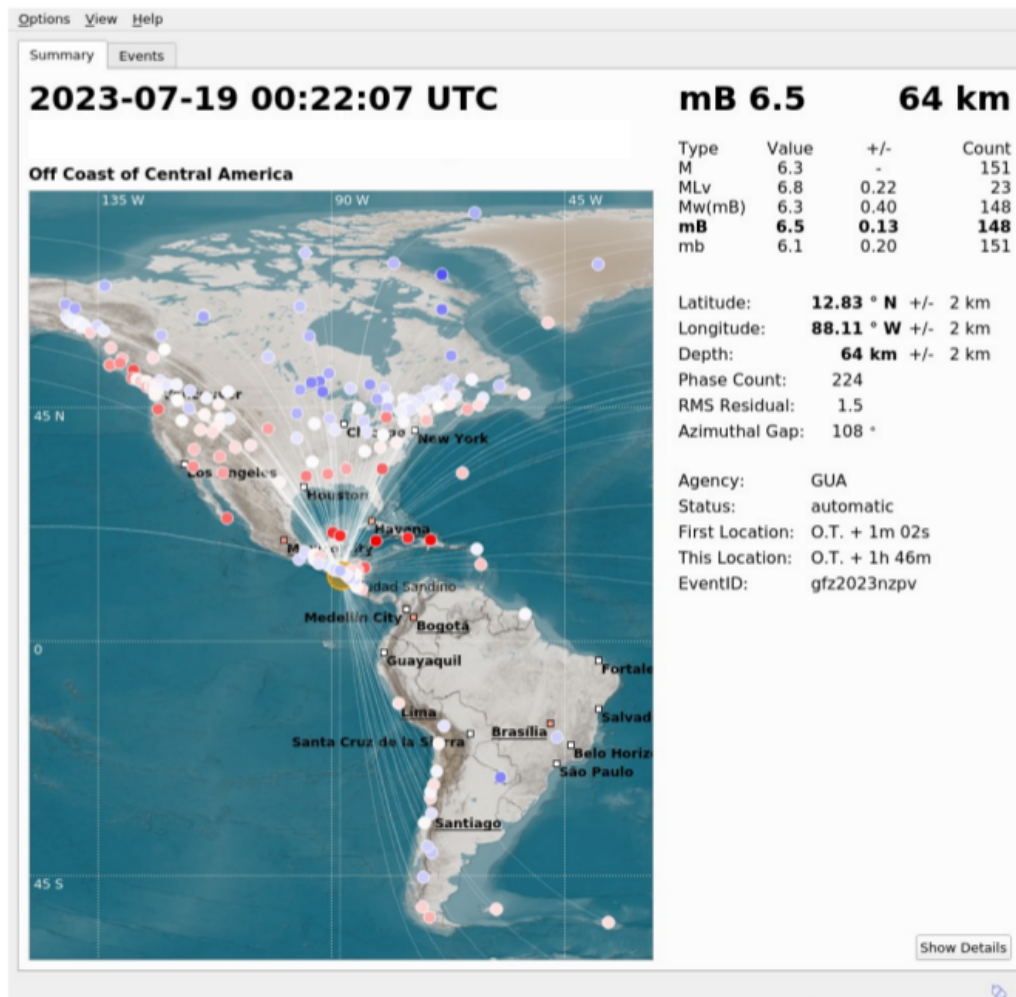 Options View Help
Summary Events
2023-07-19 00:22:07 UTC
mB 6.5 64 km
Off Coast of Central America
Type Value +/- Count
M 6.3 - 151
MLv 6.8 0.22 23
Mw(mB) 6.3 0.40 148
mB 6.5 0.13 148
mb 6.1 0.20 151
Latitude: 12.83 ° N +/- 2 km
Longitude: 88.11 ° W +/- 2 km
Depth: 64 km +/- 2 km
Phase Count: 224
RMS Residual: 1.5
Azimuthal Gap: 108 °
Agency: GUA
Status: automatic
First Location: O.T. + 1m 02s
This Location: O.T. + 1h 46m
EventID: gfz2023nzpv
135 W 90 W 45 W
45 N
New York
Los Angeles
Houston
Havana
Sandino
Medellín City
Bogotá
0
Guayaquil
Fortale
Lima
Salvad
Brasília
Santa Cruz de la Sierra
Belo Horiz
São Paulo
Santiago
45 S
Show Details